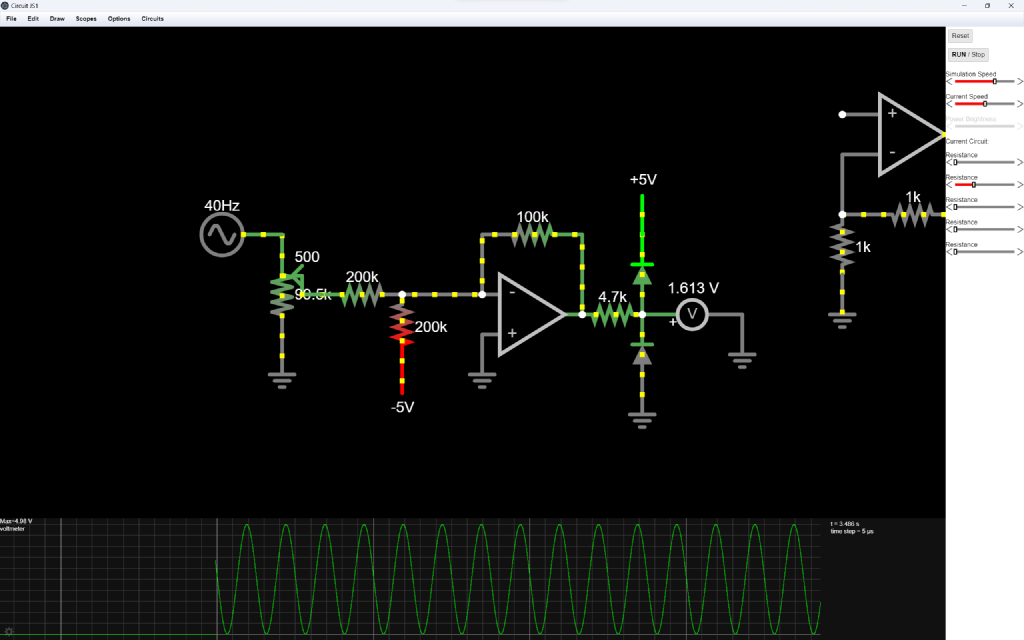 Circuit JS1
File Edit Draw Scopes Options Circuits
Reset
RUN / Stop
Simulation Speed
Current Speed
Power Brightness
Current Circuit:
Resistance
Resistance
Resistance
Resistance
Resistance
40Hz
500
90.5k
200k
200k
-5V
100k
-
+
4.7k
+5V
1.613 V
V
+
+
-
1k
1k
Max=4.98 V
voltmeter
t = 3.486 s
time step = 5 µs